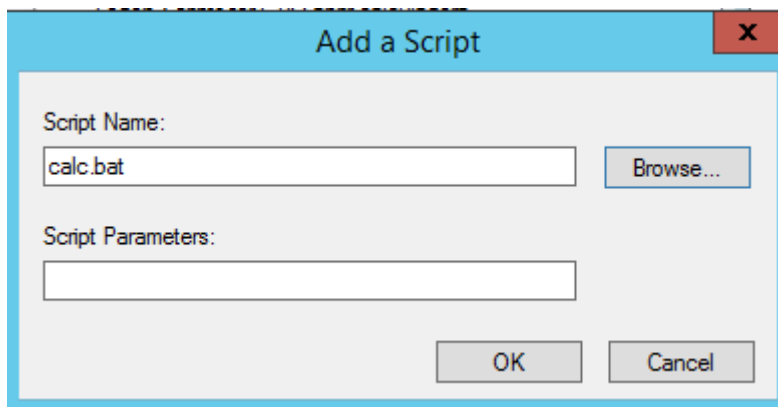 Add a Script
x
Script Name:
calc.bat
Browse...
Script Parameters:
OK
Cancel